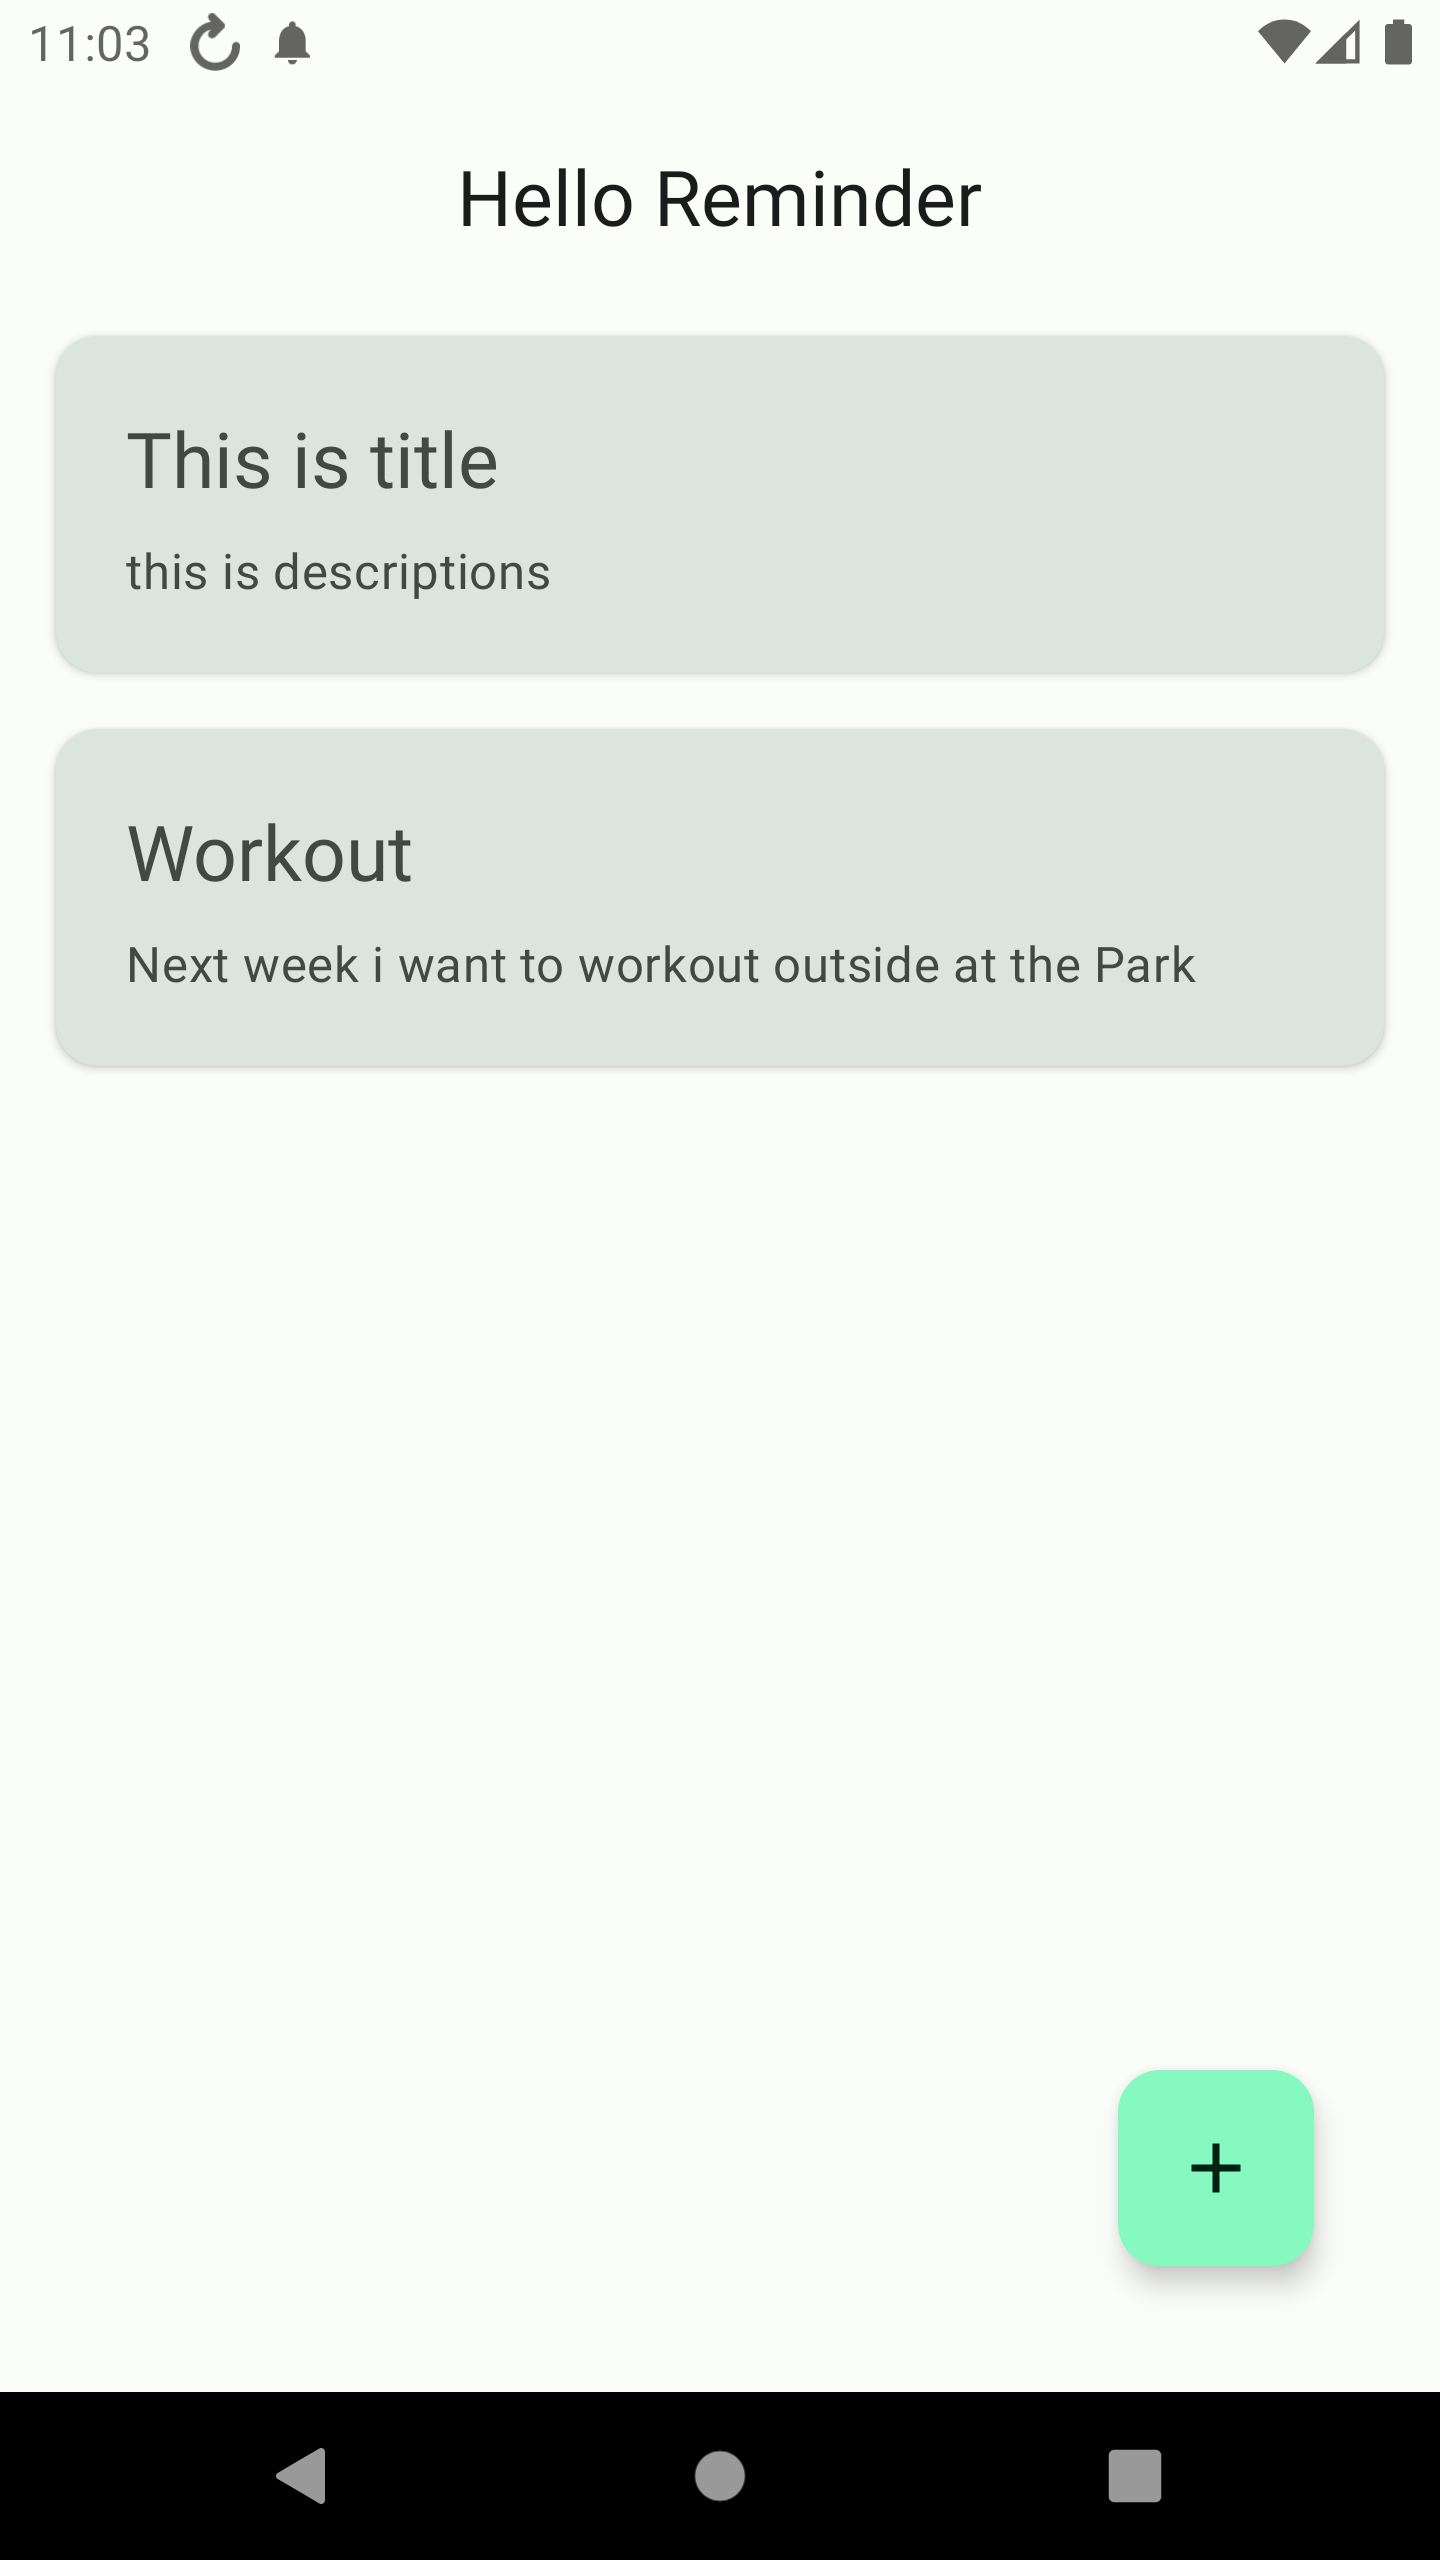 11:03
Hello Reminder
This is title
this is descriptions
Workout
Next week i want to workout outside at the Park